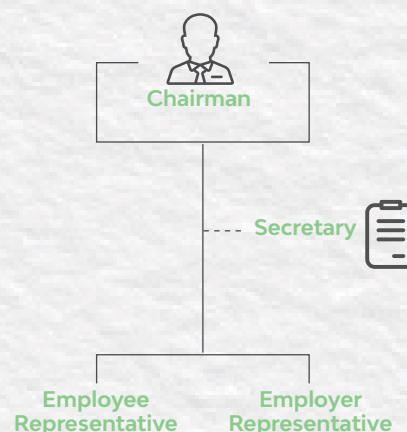 Chairman
Secretary
Employee
Representative
Employer
Representative